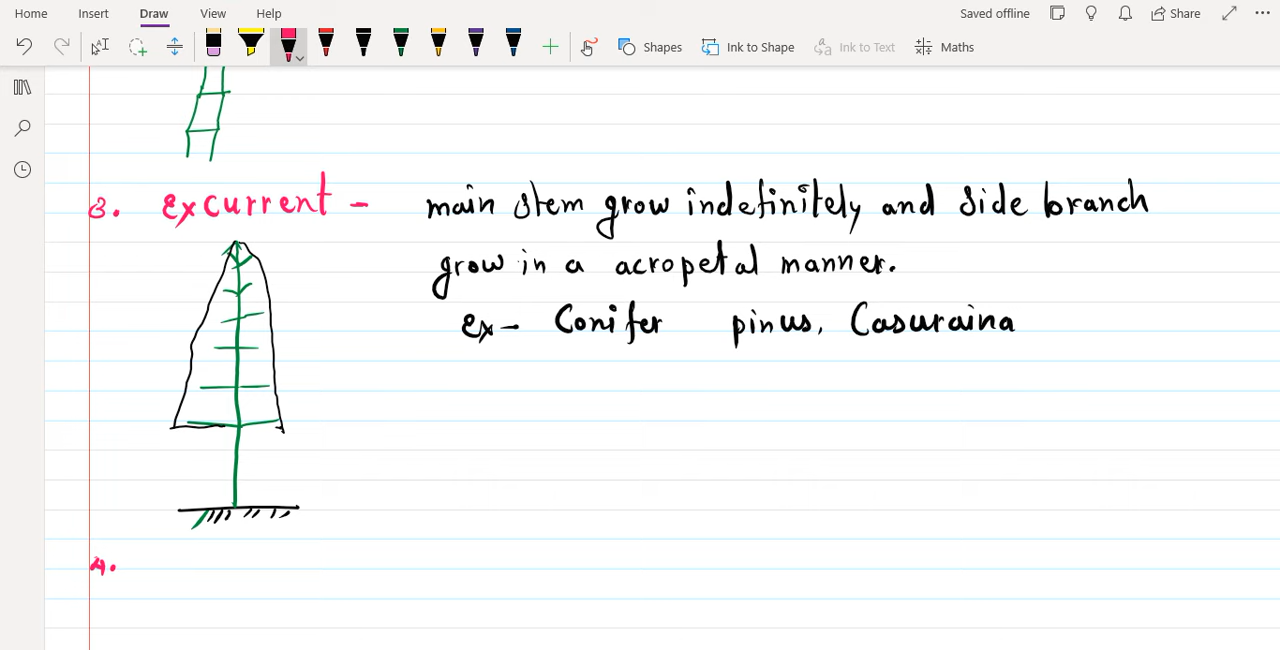 Home Insert Draw View Help Saved offline Share
Shapes Ink to Shape Ink to Text Maths
3. Excurrent - main stem grow indefinitely and side branch
grow in a acropetal manner.
ex- Conifer pinus, Casuraina
4.